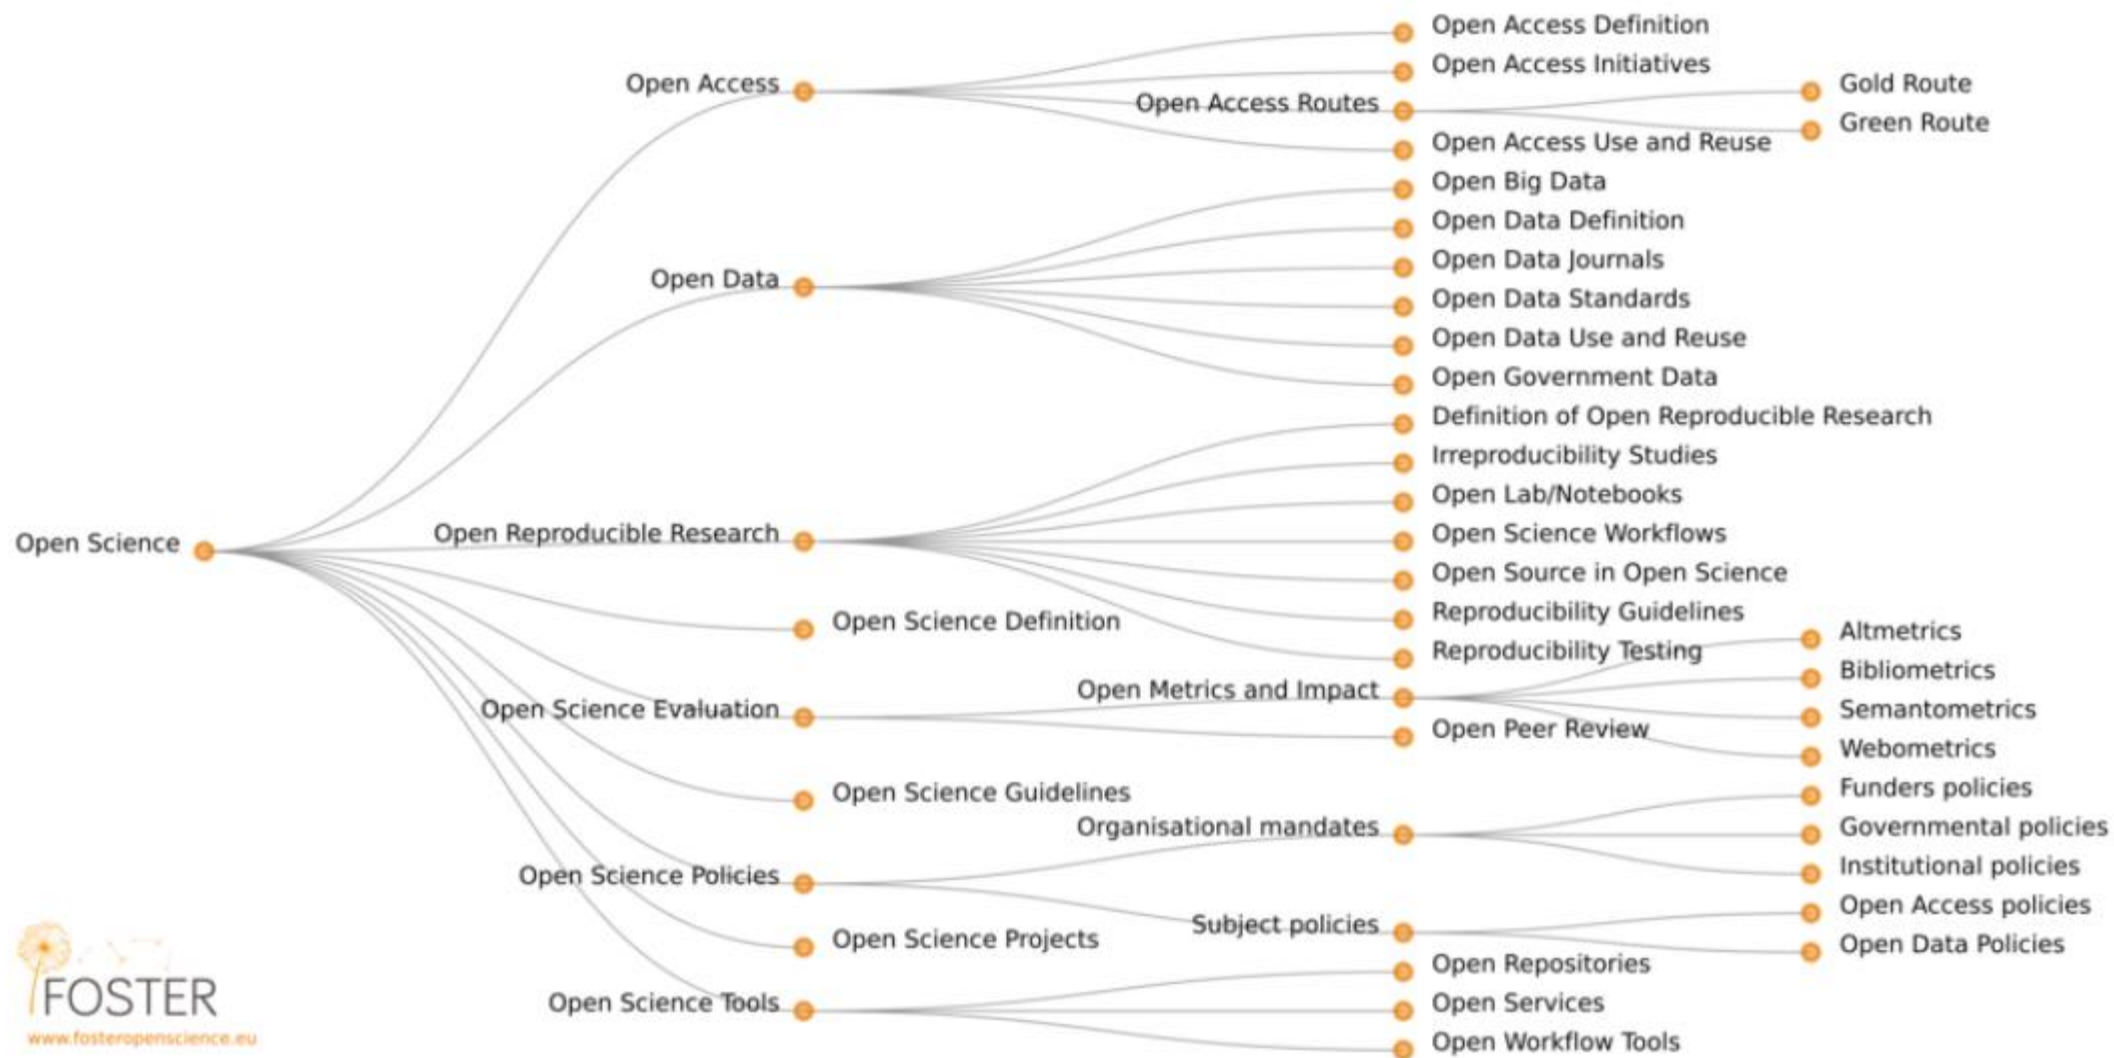 Open Access Definition
Open Access Initiatives
Open Access
Gold Route
Open Access Routes
Green Route
Open Access Use and Reuse
Open Big Data
Open Data Definition
Open Data Journals
Open Data
Open Data Standards
Open Data Use and Reuse
Open Government Data
Definition of Open Reproducible Research
Irreproducibility Studies
Open Lab/Notebooks
Open Science
Open Reproducible Research
Open Science Workflows
Open Source in Open Science
Reproducibility Guidelines
Open Science Definition
Altmetrics
Reproducibility Testing
Bibliometrics
Open Metrics and Impact
Open Science Evaluation
Semantometrics
Open Peer Review
Webometrics
Funders policies
Open Science Guidelines
Organisational mandates
Governmental policies
Institutional policies
Open Science Policies
Open Access policies
Subject policies
Open Science Projects
Open Data Policies
Open Repositories
Open Science Tools
Open Services
Open Workflow Tools
FOSTER
www.fosteropenscience.eu